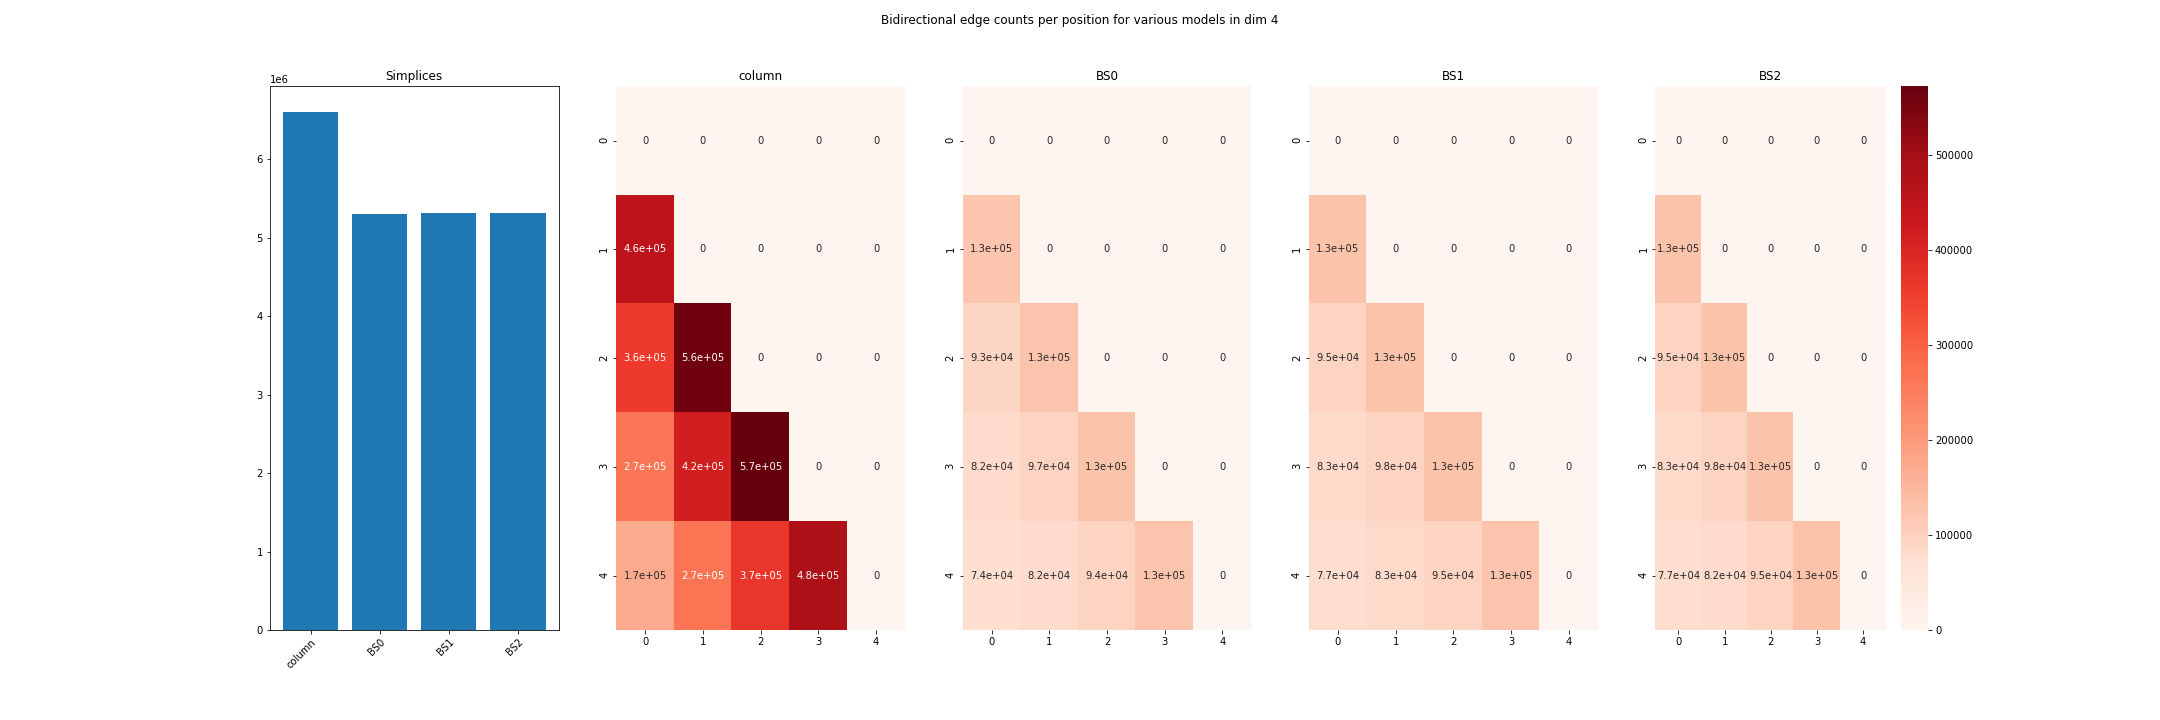 Bidirectional edge counts per position for various models in dim 4
Simplices
1e6
6
5
4
3
2
1
0
column
BS0
BS1
BS2
column
0
0 0 0 0 0
1
4.6e+05 0 0 0 0
2
3.6e+05 5.6e+05 0 0 0
3
2.7e+05 4.2e+05 5.7e+05 0 0
4
1.7e+05 2.7e+05 3.7e+05 4.8e+05 0
0 1 2 3 4
BS0
0
0 0 0 0 0
1
1.3e+05 0 0 0 0
2
9.3e+04 1.3e+05 0 0 0
3
8.2e+04 9.7e+04 1.3e+05 0 0
4
7.4e+04 8.2e+04 9.4e+04 1.3e+05 0
0 1 2 3 4
BS1
0
0 0 0 0 0
1
1.3e+05 0 0 0 0
2
9.5e+04 1.3e+05 0 0 0
3
8.3e+04 9.8e+04 1.3e+05 0 0
4
7.7e+04 8.3e+04 9.5e+04 1.3e+05 0
0 1 2 3 4
BS2
0
0 0 0 0 0
1
1.3e+05 0 0 0 0
2
9.5e+04 1.3e+05 0 0 0
3
8.3e+04 9.8e+04 1.3e+05 0 0
4
7.7e+04 8.2e+04 9.5e+04 1.3e+05 0
0 1 2 3 4
500000
400000
300000
200000
100000
0